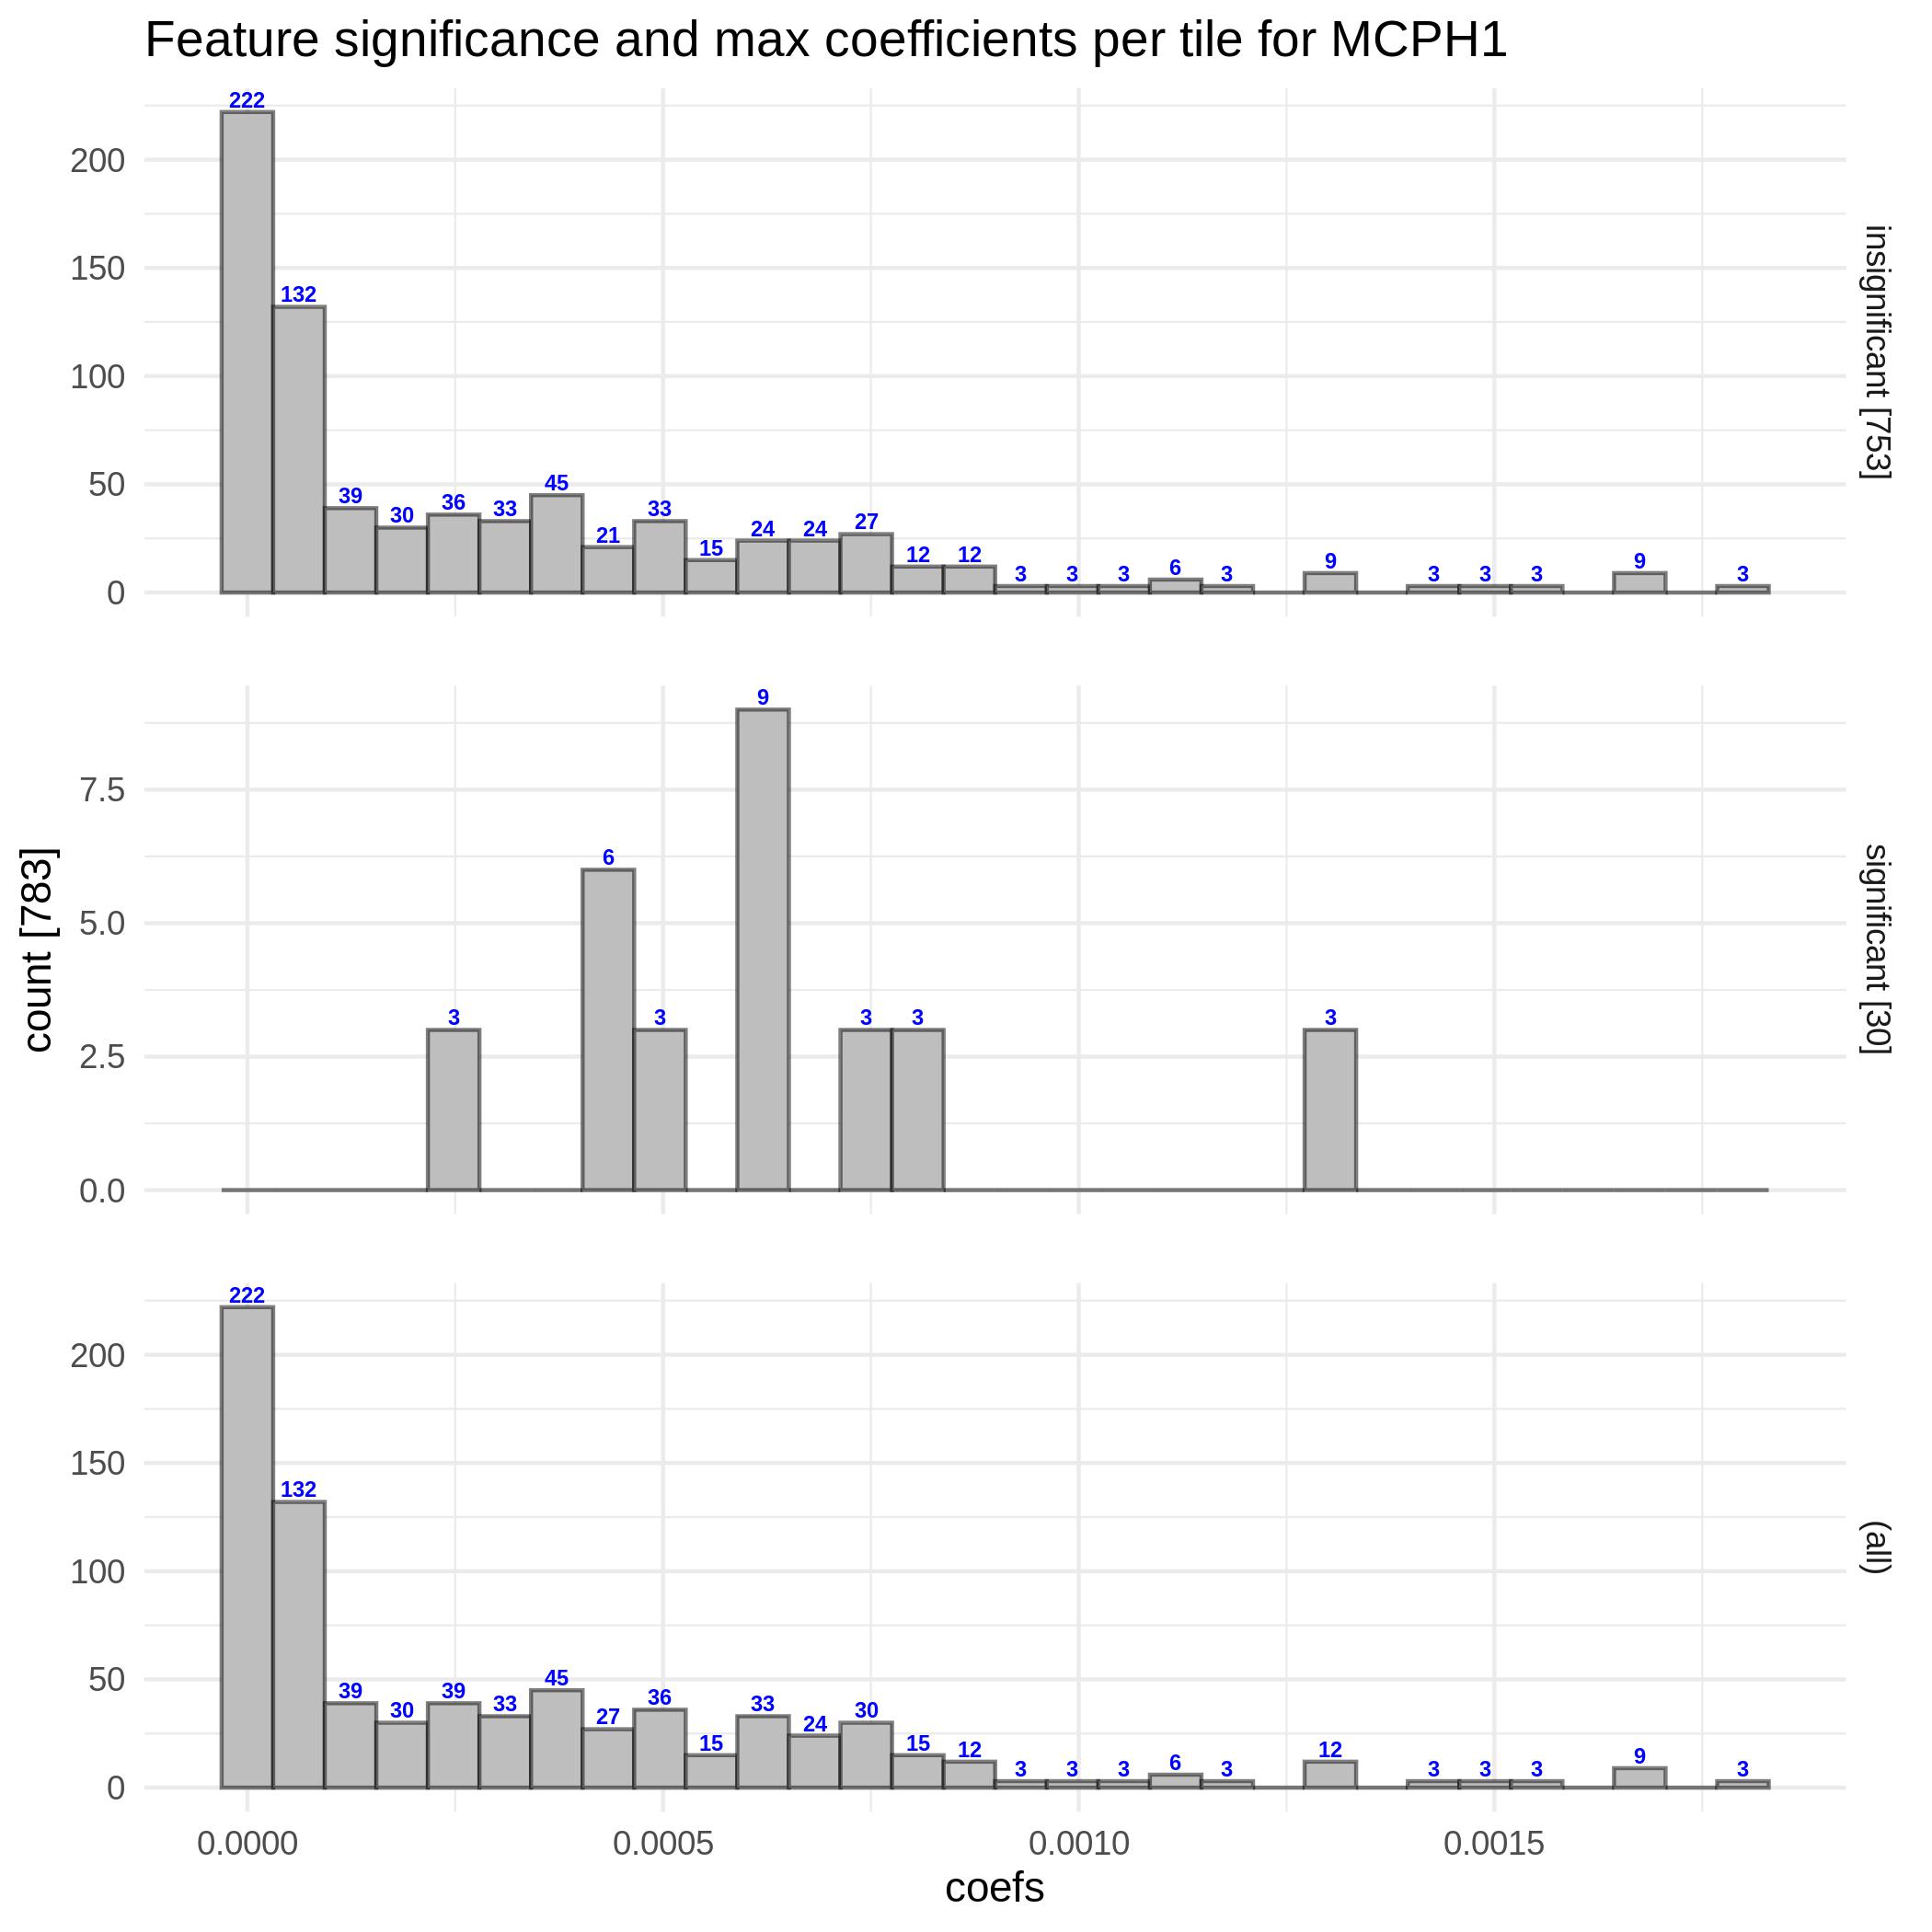 Feature significance and max coefficients per tile for MCPH1
222
132
39 30 36 33 45 21 33 15 24 24 27 12 12 3 3 3 6 3 9 3 3 3 9 3
200
150
100
50
0
insignificant [753]
3 6 3 9 3 3 3
7.5
5.0
2.5
0.0
significant [30]
count [783]
222
132
39 30 39 33 45 27 36 15 33 24 30 15 12 3 3 3 6 3 12 3 3 3 9 3
200
150
100
50
0
(all)
0.0000 0.0005 0.0010 0.0015
coefs